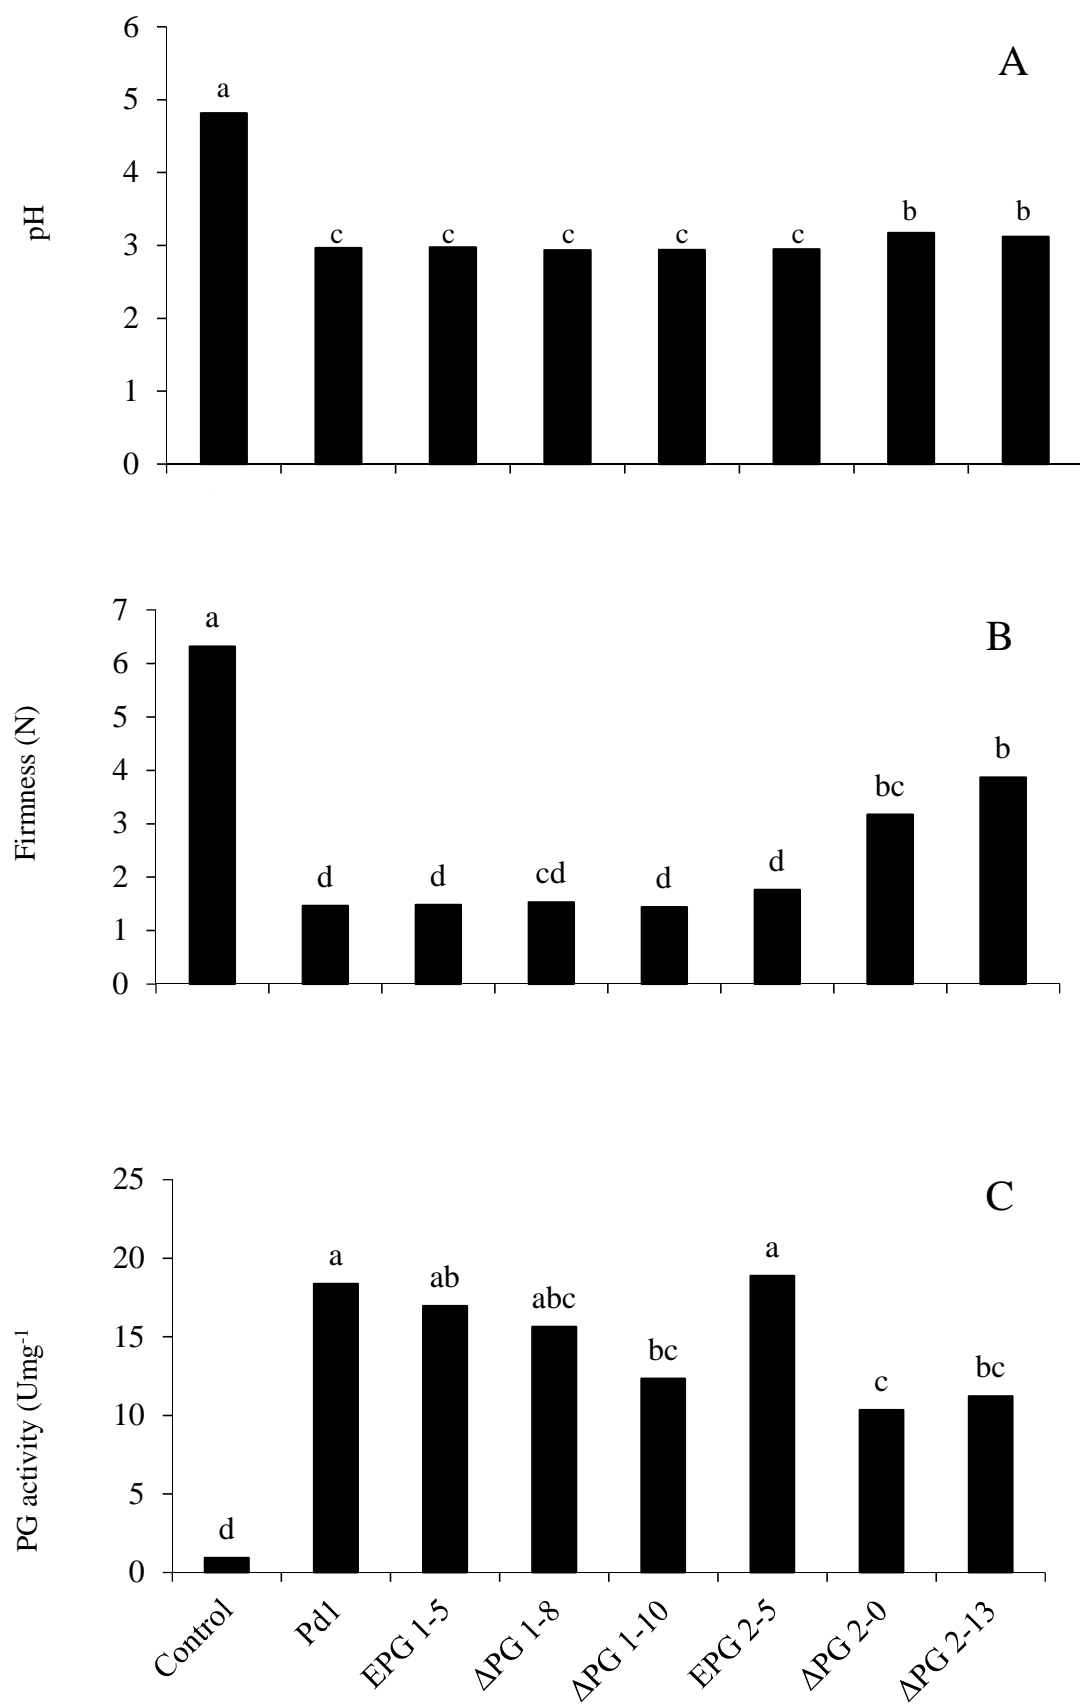 A
pH
6
5
4
3
2
1
0
a
c
c
c
c
c
b
b
B
Firmness (N)
7
6
5
4
3
2
1
0
a
d
d
cd
d
d
bc
b
C
PG activity (Umg-1
25
20
15
10
5
0
d
a
ab
abc
bc
a
c
bc
Control
Pd1
EPG 1-5
ΔPG 1-8
ΔPG 1-10
EPG 2-5
ΔPG 2-0
ΔPG 2-13